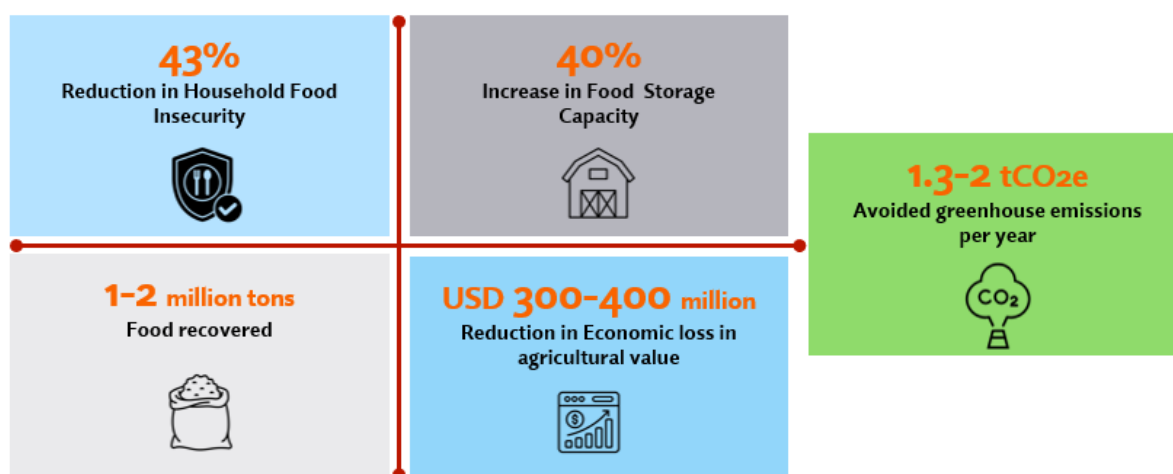 43%
Reduction in Household Food
Insecurity
40%
Increase in Food Storage
Capacity
1.3-2 tCO2e
Avoided greenhouse emissions
per year
CO2
1-2 million tons
Food recovered
USD 300-400 million
Reduction in Economic loss in
agricultural value
$